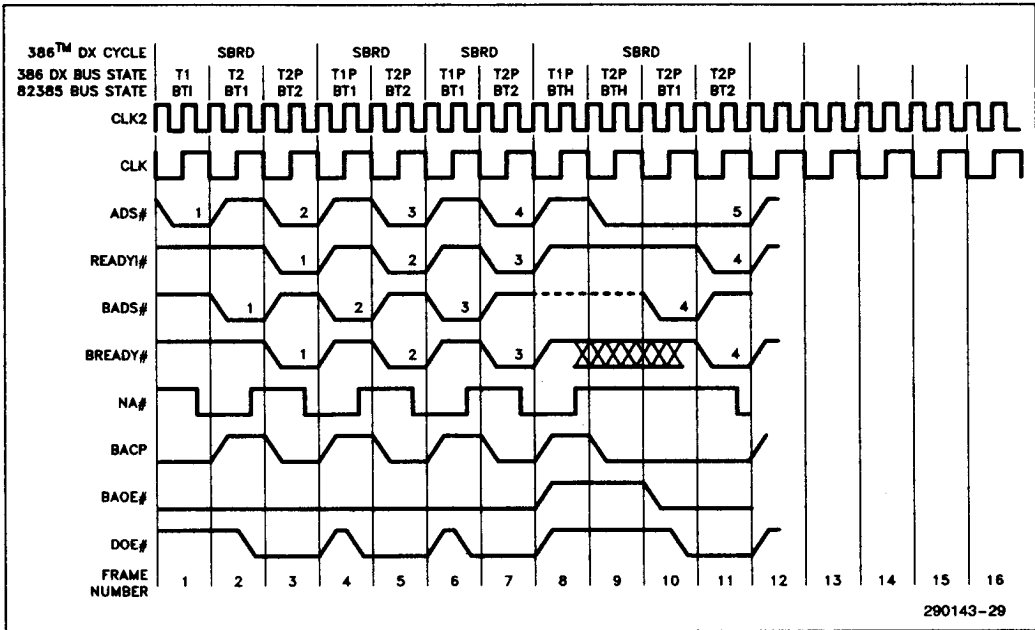 386™ DX CYCLE SBRD SBRD SBRD SBRD
386 DX BUS STATE T1 T2 T2P T1P T2P T1P T2P T1P T2P T2P T2P
82385 BUS STATE BTI BT1 BT2 BT1 BT2 BT1 BT2 BTH BTH BT1 BT2
CLK2
CLK
ADS# 1 2 3 4 5
READYI# 1 2 3 4
BADS# 1 2 3 4
BREADY# 1 2 3 4
NA#
BACP
BAOE#
DOE#
FRAME
NUMBER 1 2 3 4 5 6 7 8 9 10 11 12 13 14 15 16
290143-29